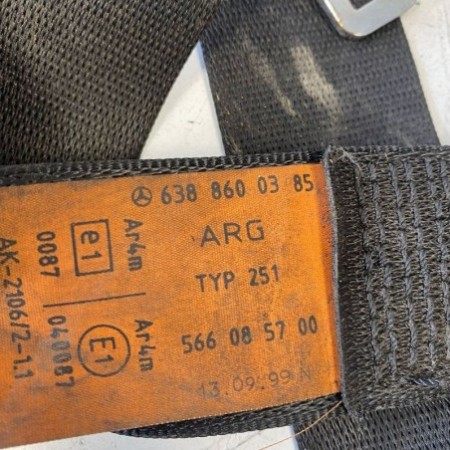 638 860 03 85
ARG
TYP 251
566 08 57 00
13.09.99
Ar4m
e1
0087
Ar4m
E1
040087
AK-2106/2-1.1